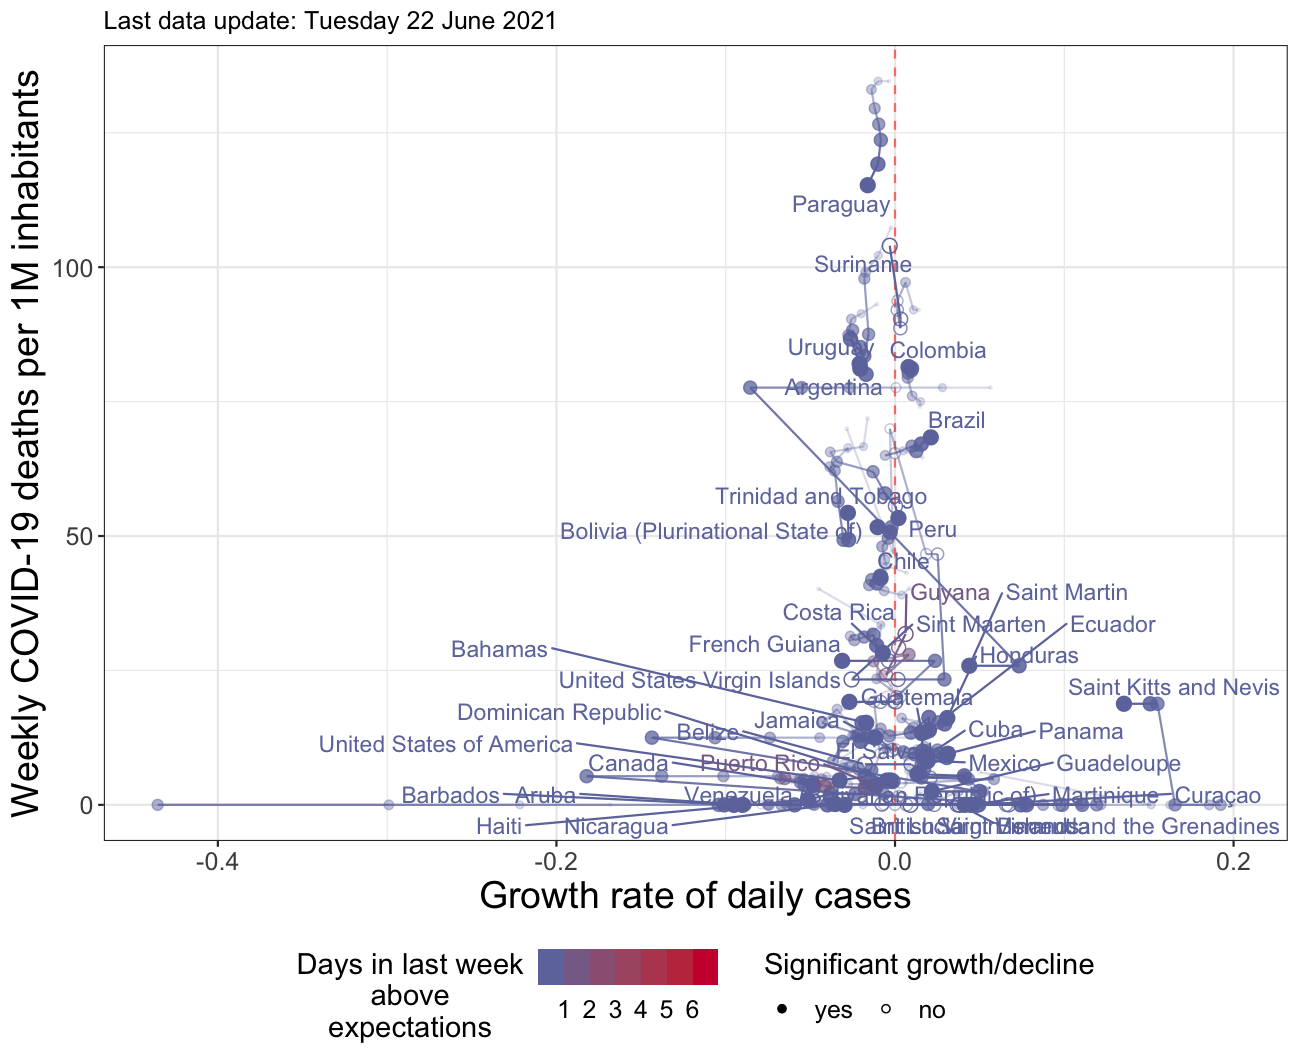 Last data update: Tuesday 22 June 2021
Weekly COVID-19 deaths per 1M inhabitants
100
50
0
Paraguay
Suriname
Uruguay
Colombia
Argentina
Brazil
Trinidad and Tobago
Bolivia (Plurinational State of)
Peru
Chile
Guyana
Saint Martin
Costa Rica
Sint Maarten
Ecuador
French Guiana
Bahamas
Honduras
United States Virgin Islands
Saint Kitts and Nevis
Guatemala
Dominican Republic
Jamaica
Belize
Cuba
Panama
United States of America
El Salvador
Canada
Puerto Rico
Mexico
Guadeloupe
Barbados
Aruba
Venezuela (Bolivarian Republic of)
Martinique
Curaçao
Haiti
Nicaragua
and the Grenadines
-0.4
-0.2
0.0
0.2
Growth rate of daily cases
Days in last week
above
expectations
1 2 3 4 5 6
Significant growth/decline
yes
no